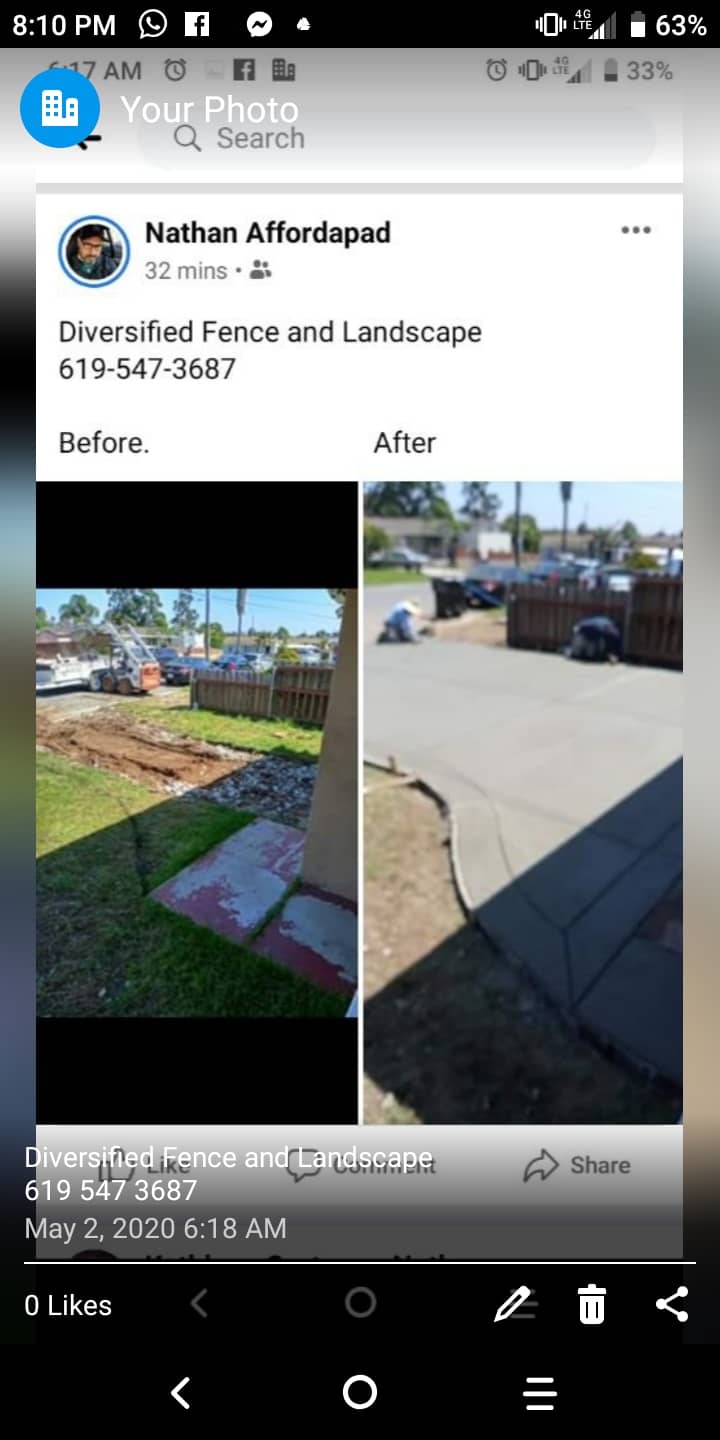 8:10 PM
4G
LTE
63%
6:17 AM
4G
LTE
33%
Your Photo
Search
Nathan Affordapad
32 mins •
Diversified Fence and Landscape
619-547-3687
Before. After
Like Comment Share
Diversified Fence and Landscape
619 547 3687
May 2, 2020 6:18 AM
0 Likes